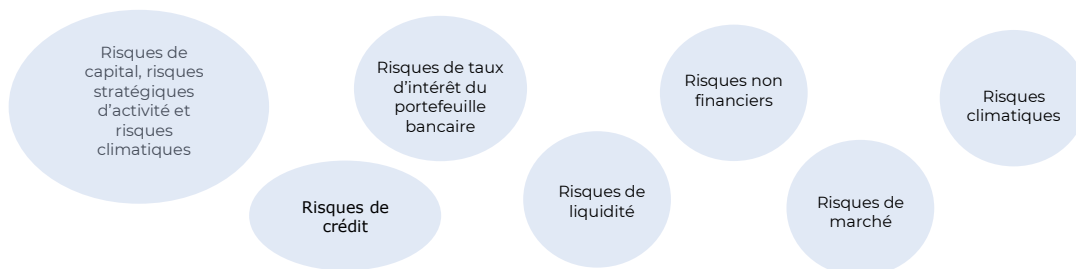 Risques de
capital, risques
stratégiques
d'activité et
risques
climatiques
Risques de
crédit
Risques de taux
d'intérêt du
portefeuille
bancaire
Risques de
liquidité
Risques non
financiers
Risques de
marché
Risques
climatiques